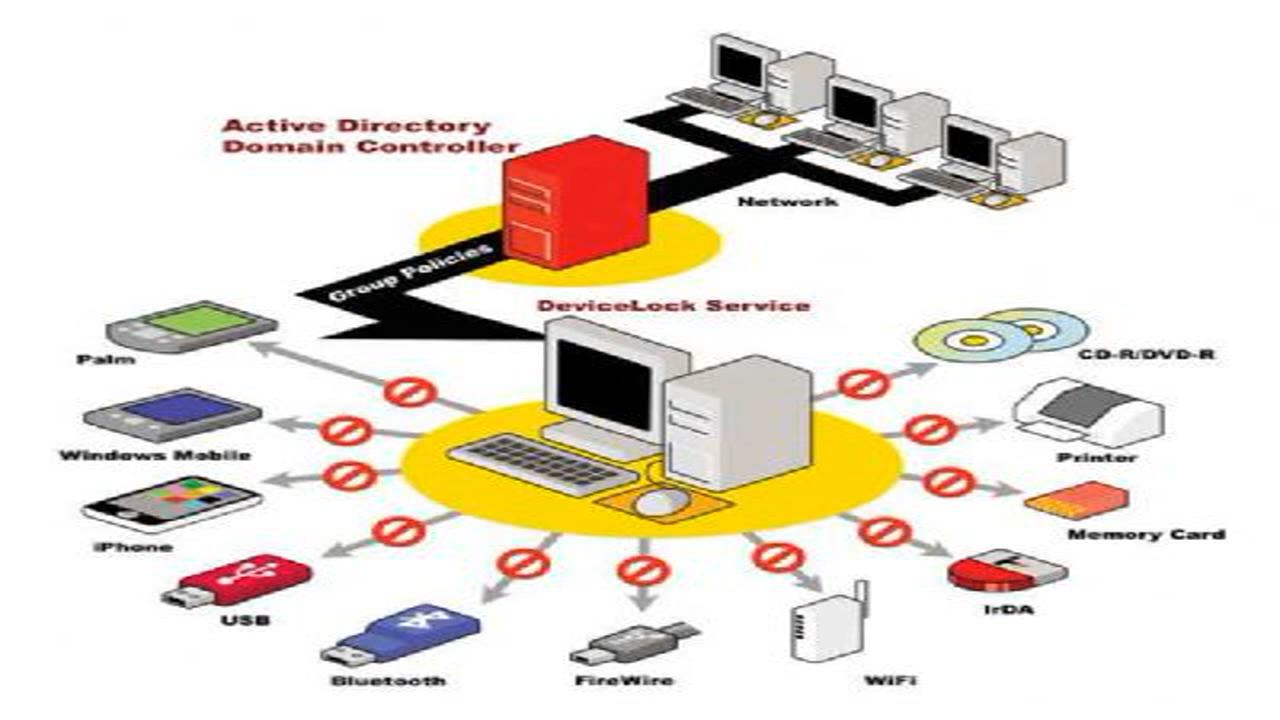 Active Directory
Domain Controller
Network
Group Policies
DeviceLock Service
Palm
CD-R/DVD-R
Windows Mobile
Printer
iPhone
Memory Card
USB
IrDA
Bluetooth
FireWire
WiFi